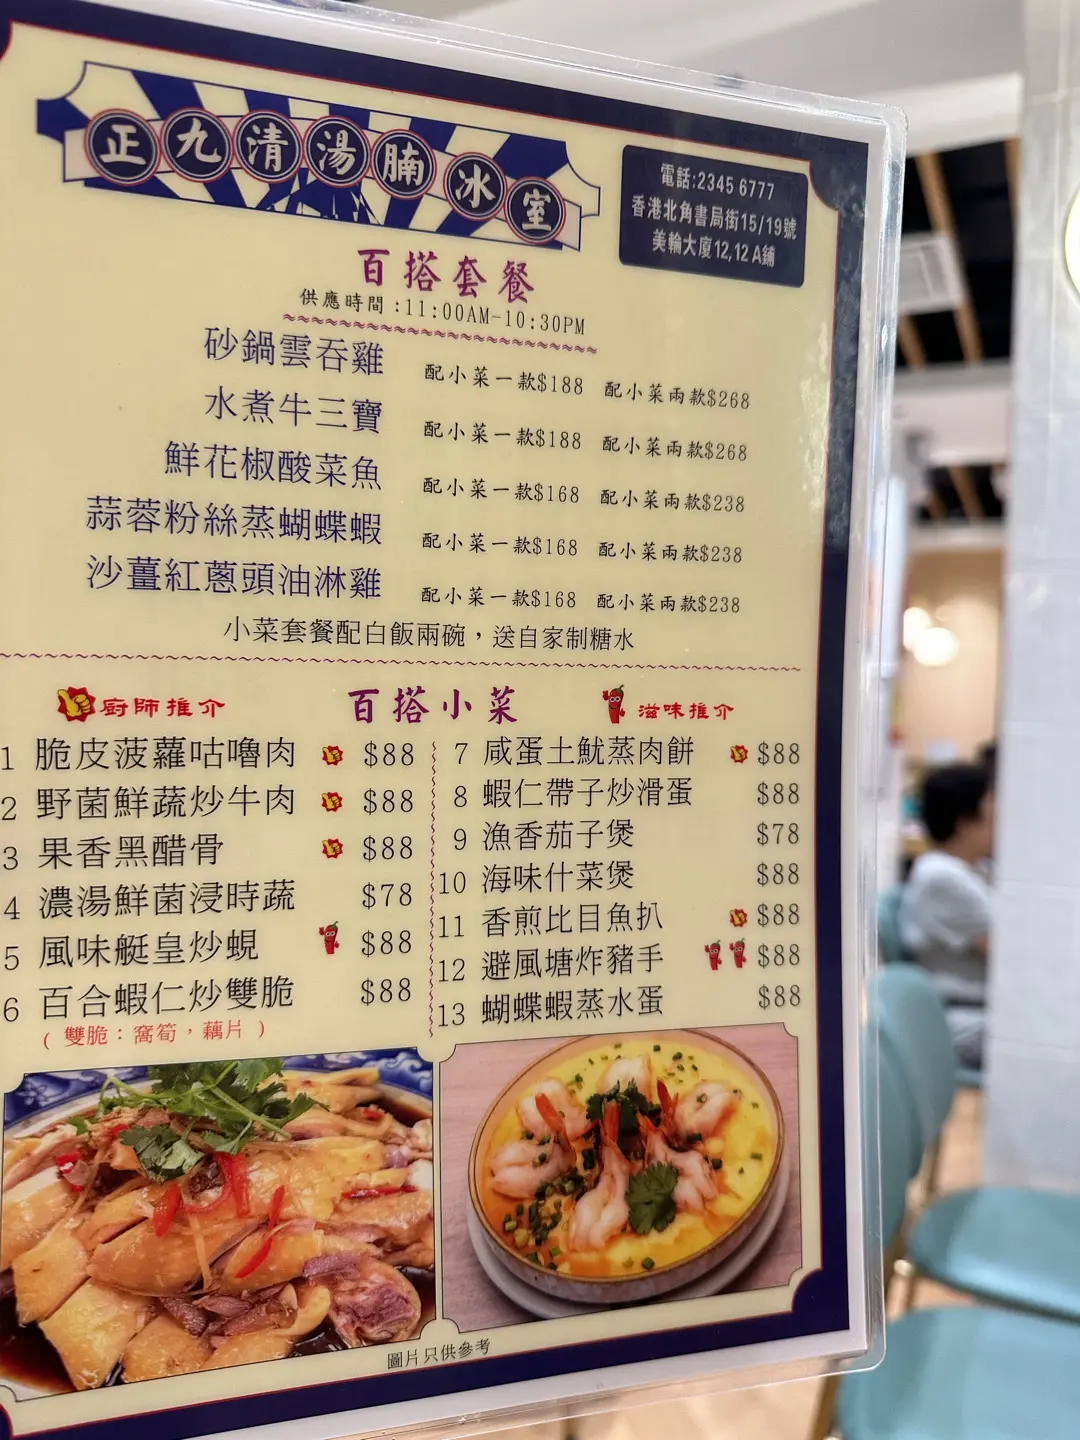 正九清湯腩冰室
電話:2345 6777
香港北角書局街15/19號
美輪大廈12,12A鋪
百搭套餐
供應時間:11:00AM-10:30PM
砂鍋雲吞雞 配小菜一款$188 配小菜兩款$268
水煮牛三寶 配小菜一款$188 配小菜兩款$268
鮮花椒酸菜魚 配小菜一款$168 配小菜兩款$238
蒜蓉粉絲蒸蝴蝶蝦 配小菜一款$168 配小菜兩款$238
沙薑紅蔥頭油淋雞 配小菜一款$168 配小菜兩款$238
小菜套餐配白飯兩碗，送自家制糖水
廚師推介 百搭小菜 滋味推介
1 脆皮菠蘿咕嚕肉 $88
2 野菌鮮蔬炒牛肉 $88
3 果香黑醋骨 $88
4 濃湯鮮菌浸時蔬 $78
5 風味艇皇炒蜆 $88
6 百合蝦仁炒雙脆 $88
(雙脆：窩筍，藕片)
7 咸蛋土魷蒸肉餅 $88
8 蝦仁帶子炒滑蛋 $88
9 漁香茄子煲 $78
10 海味什菜煲 $88
11 香煎比目魚扒 $88
12 避風塘炸豬手 $88
13 蝴蝶蝦蒸水蛋 $88
圖片只供參考